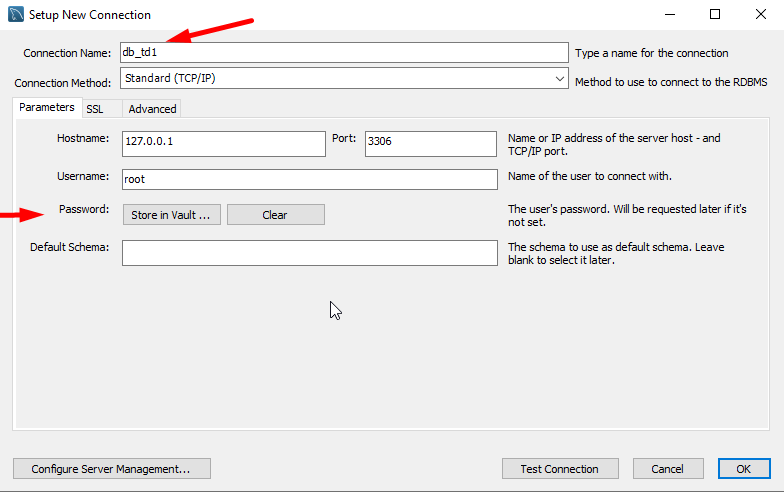 Setup New Connection
Connection Name: db_td1 Type a name for the connection
Connection Method: Standard (TCP/IP) Method to use to connect to the RDBMS
Parameters SSL Advanced
Hostname: 127.0.0.1 Port: 3306 Name or IP address of the server host - and
TCP/IP port.
Username: root Name of the user to connect with.
Password: Store in Vault ... Clear The user's password. Will be requested later if it's
not set.
Default Schema: The schema to use as default schema. Leave
blank to select it later.
Configure Server Management... Test Connection Cancel OK